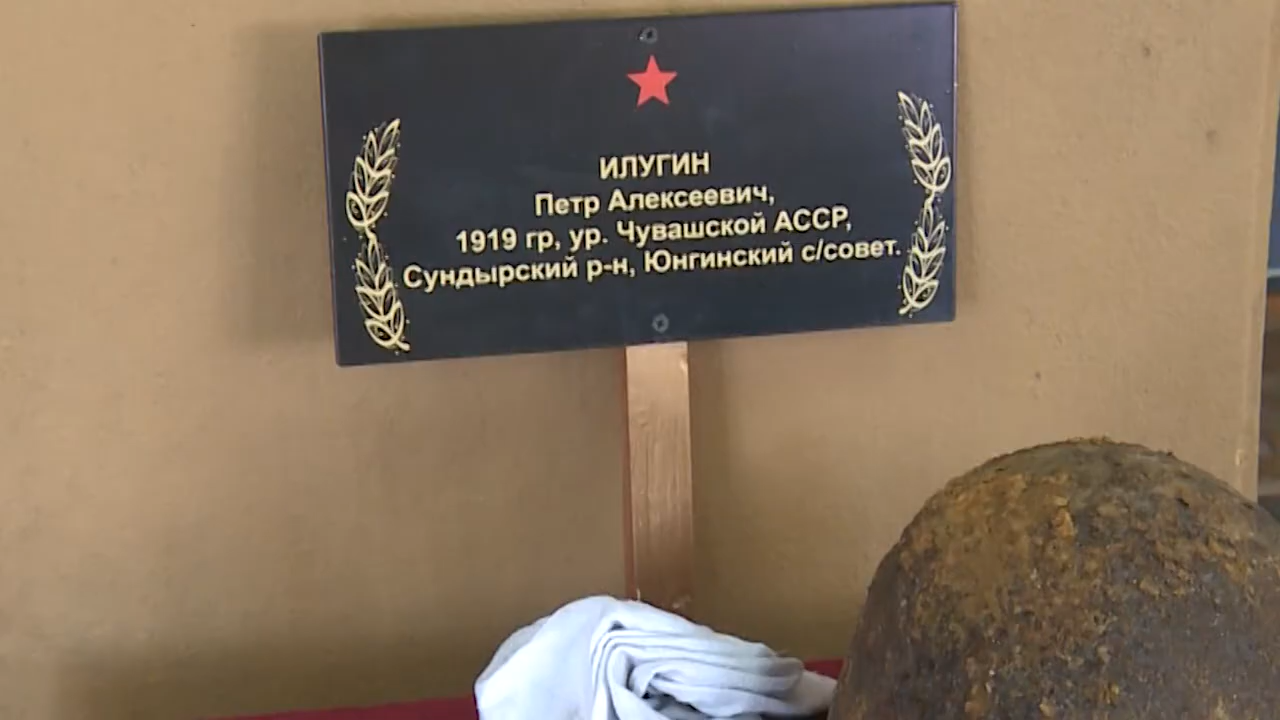 ИЛУГИН
Петр Алексеевич,
1919 гр, ур. Чувашской АССР,
Сундырский р-н, Юнгинский с/совет.